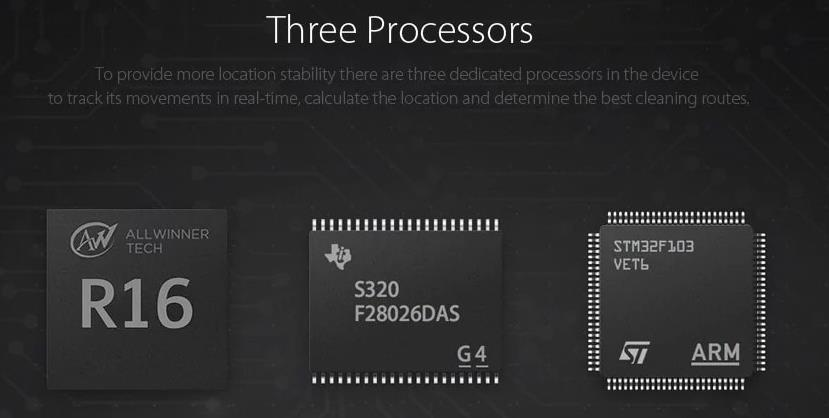 Three Processors
To provide more location stability there are three dedicated processors in the device
to track its movements in real-time, calculate the location and determine the best cleaning routes.
AW ALLWINNER
TECH
R16
ti
S320
F28026DAS
G4
STM32F103
VET6
ST ARM